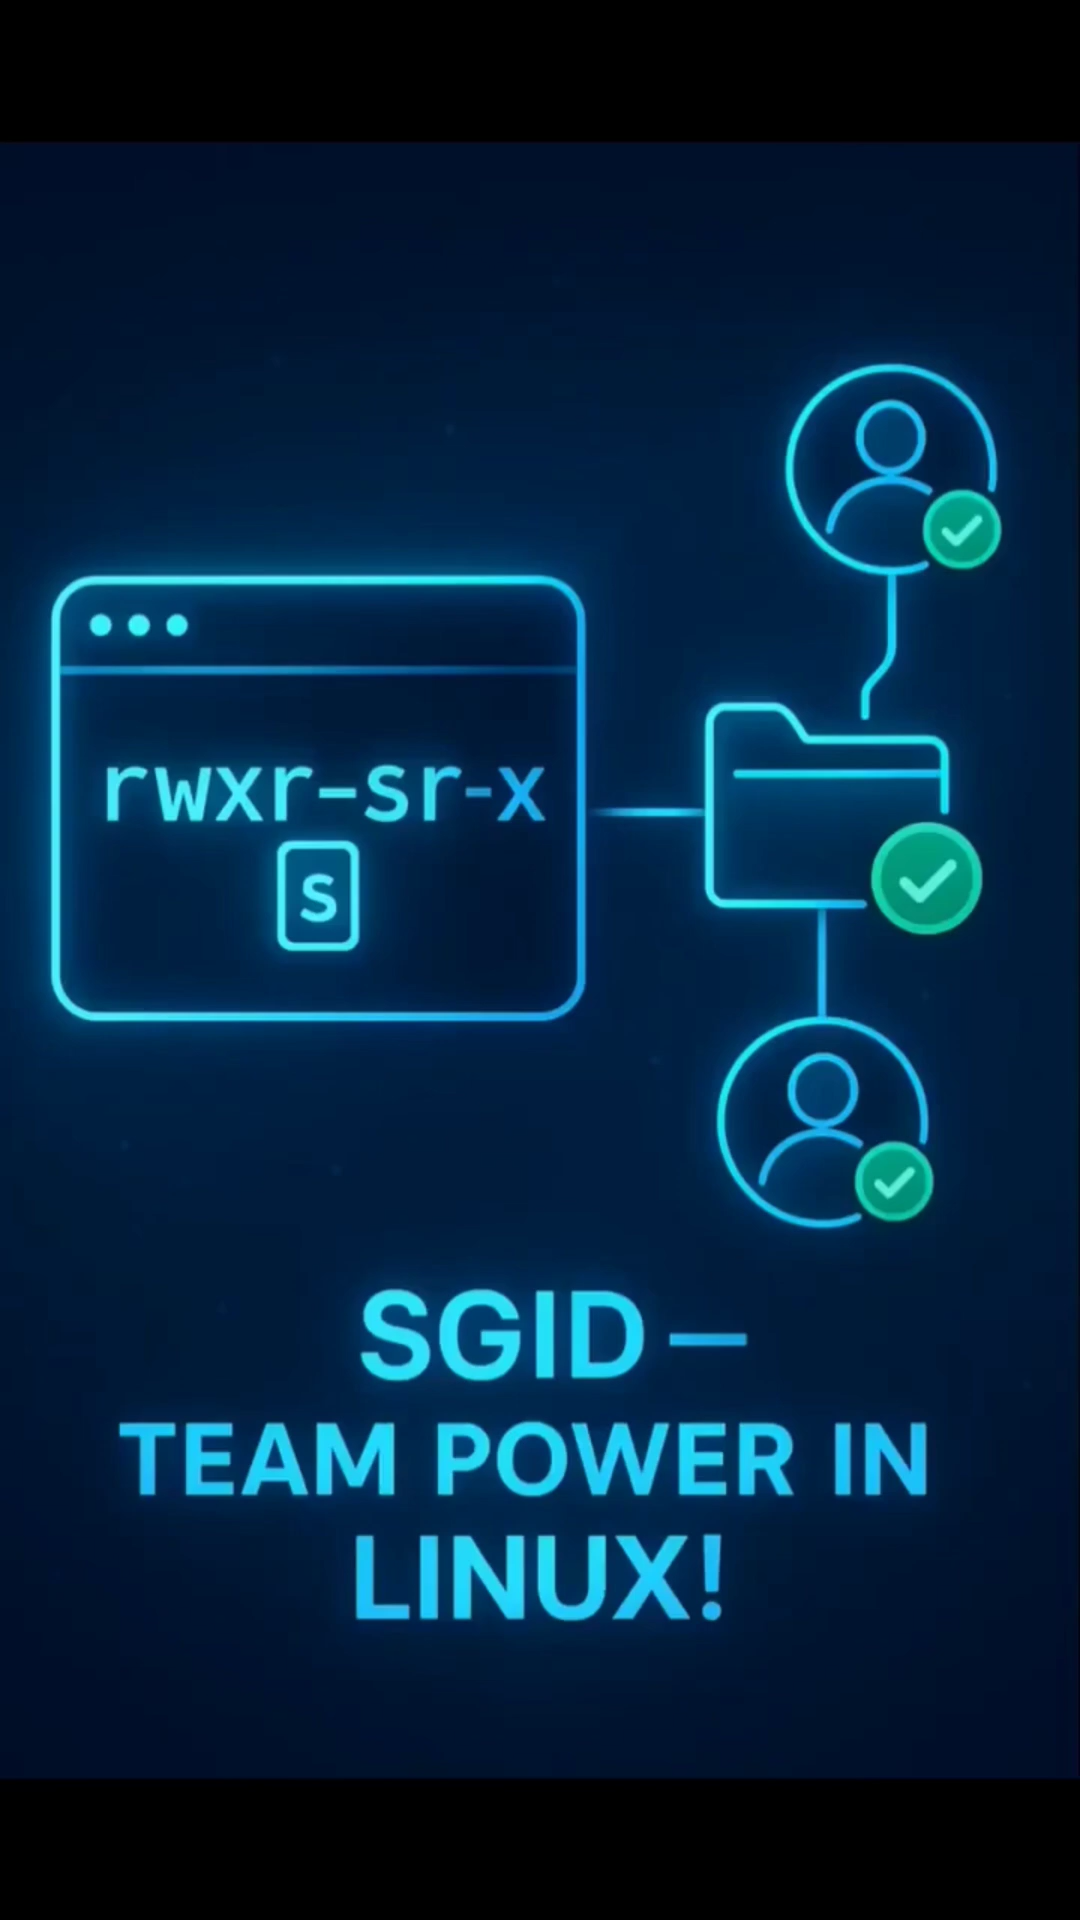 rwxr-sr-x
s
SGID—
TEAM POWER IN
LINUX!